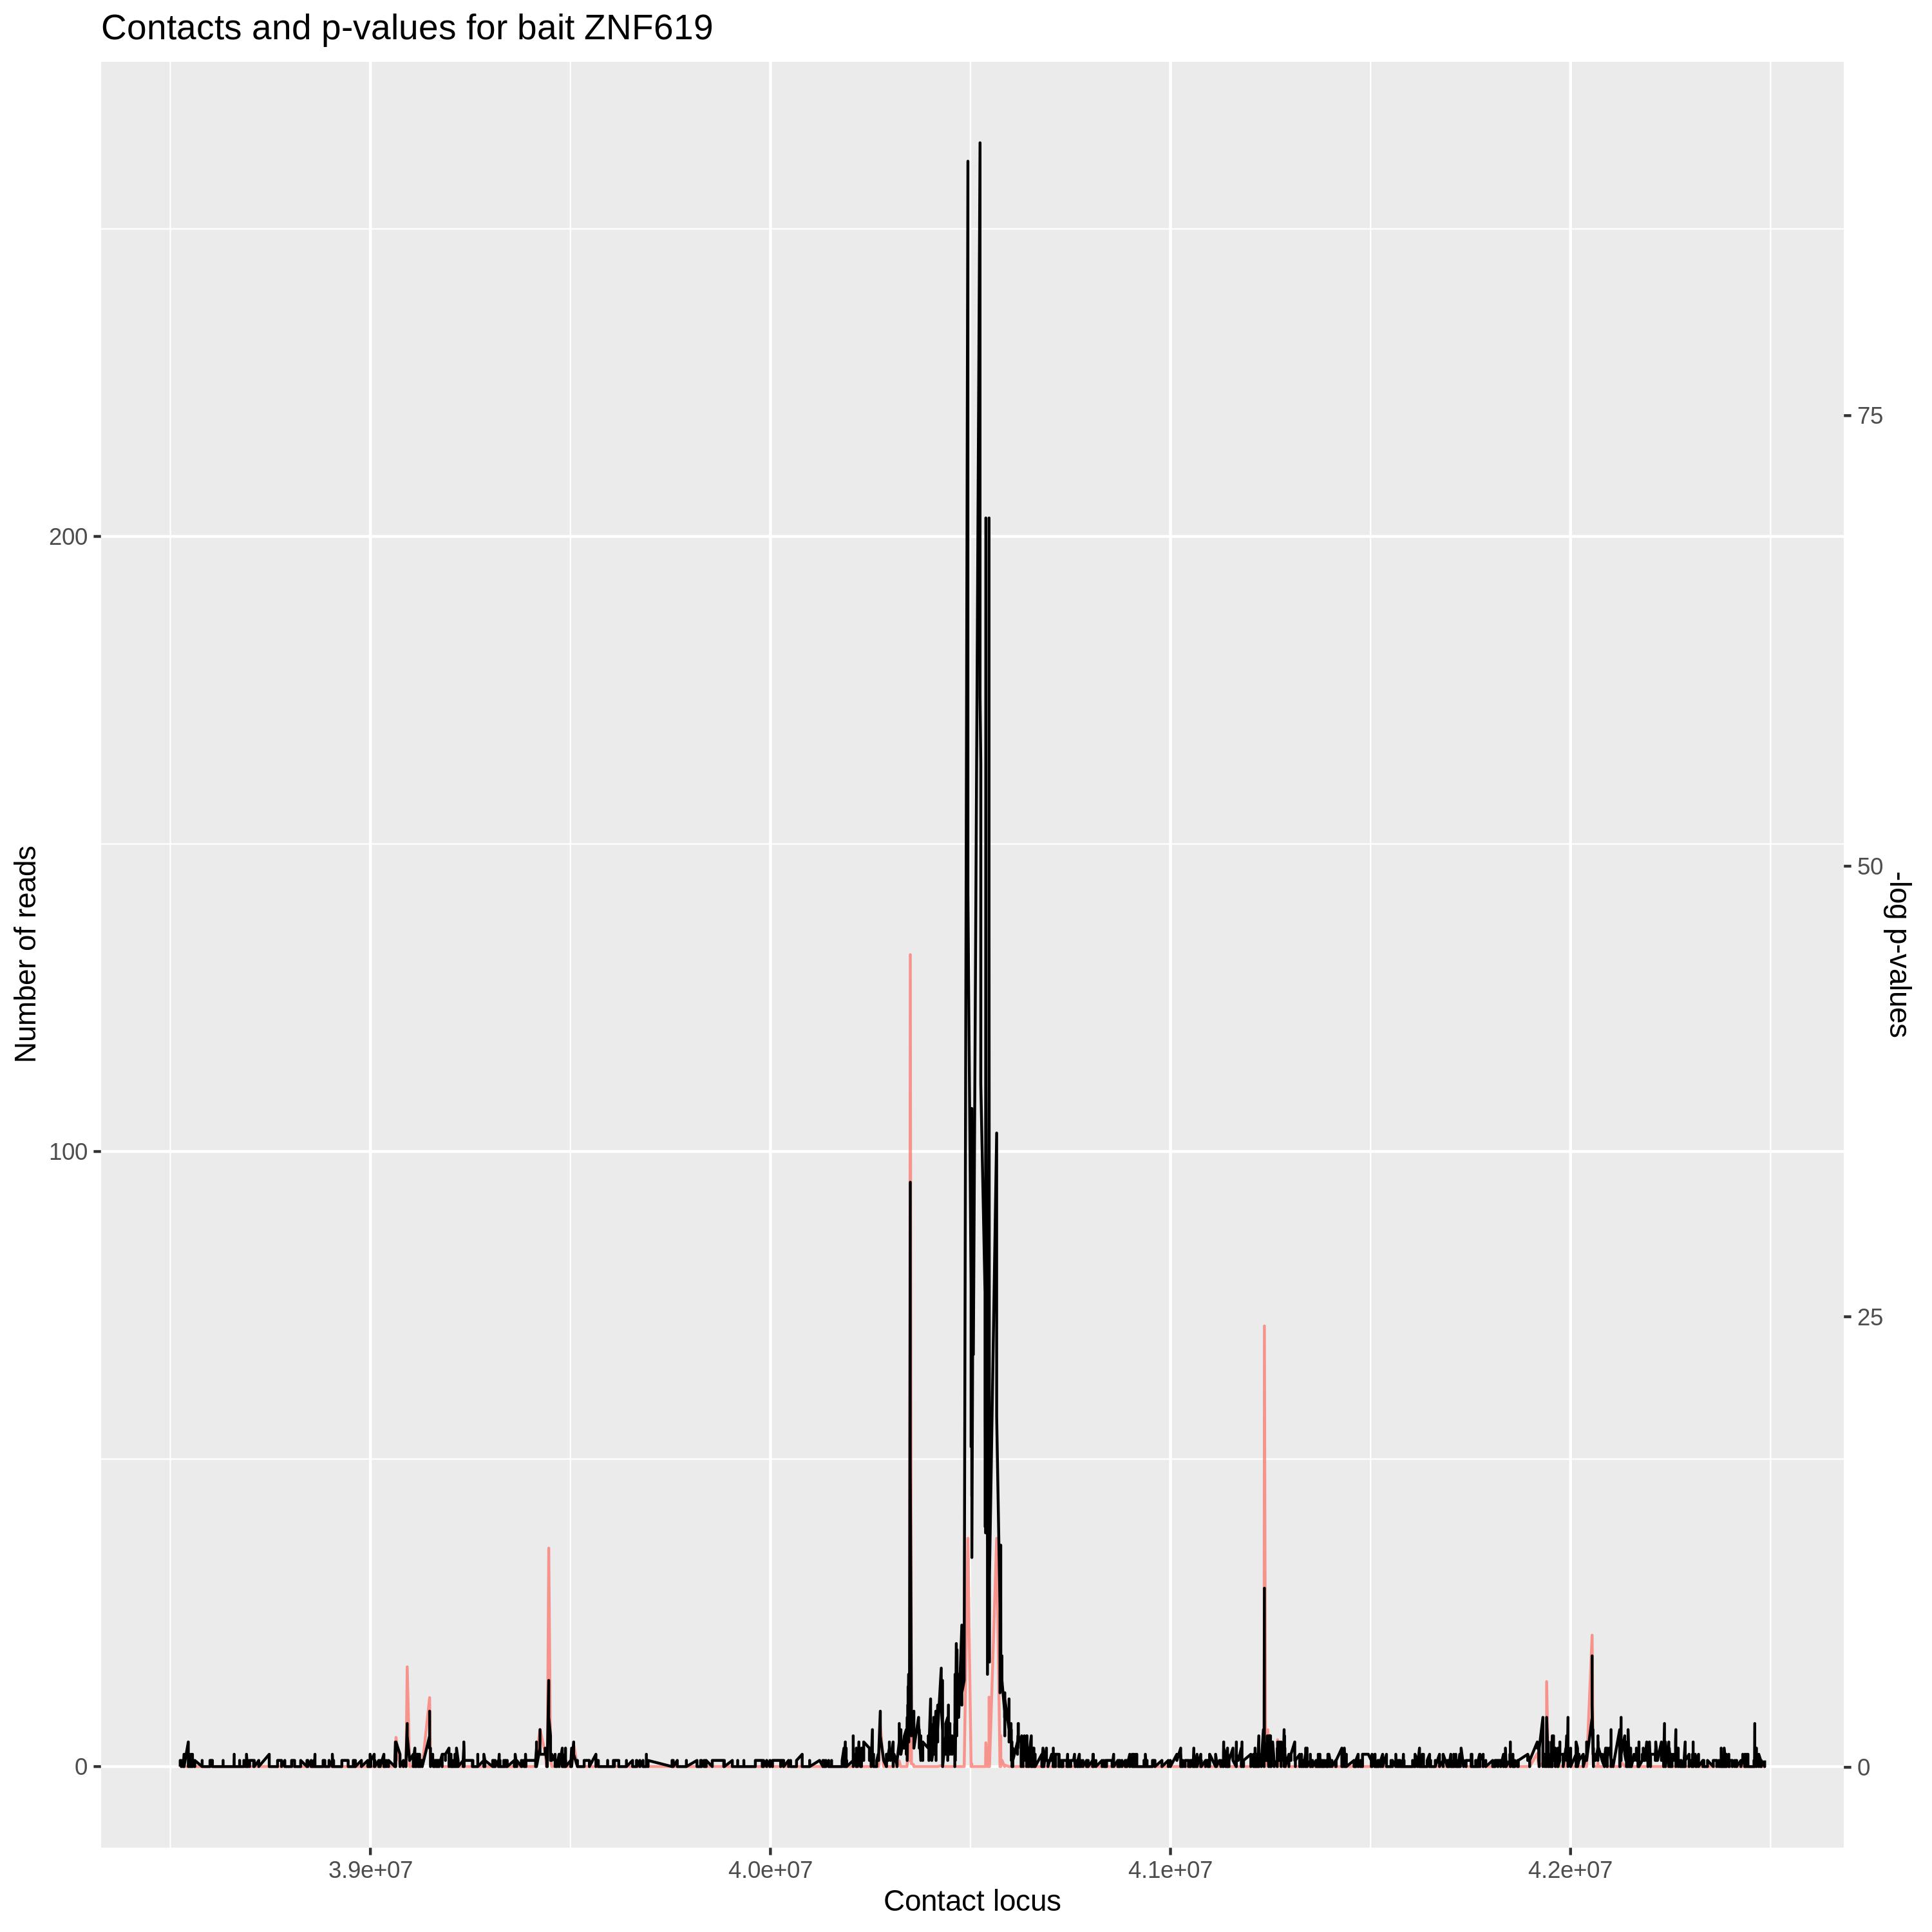 Contacts and p-values for bait ZNF619
Number of reads
200
100
0
75
50
25
0
-log p-values
3.9e+07 4.0e+07 4.1e+07 4.2e+07
Contact locus